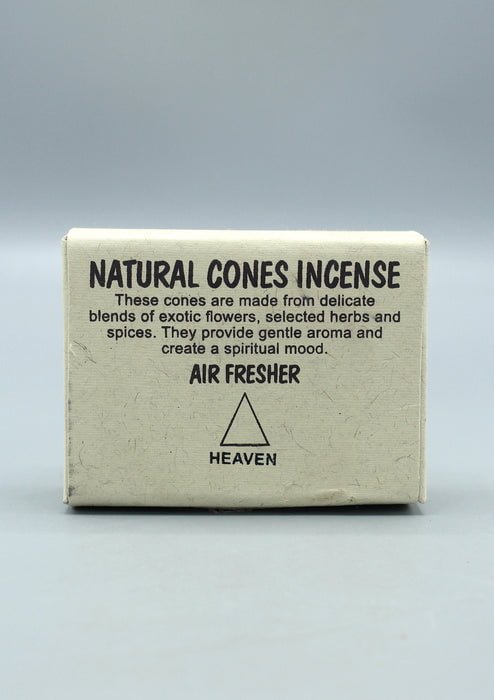 NATURAL CONES INCENSE
These cones are made from delicate
blends of exotic flowers, selected herbs and
spices. They provide gentle aroma and
create a spiritual mood.
AIR FRESHER
HEAVEN